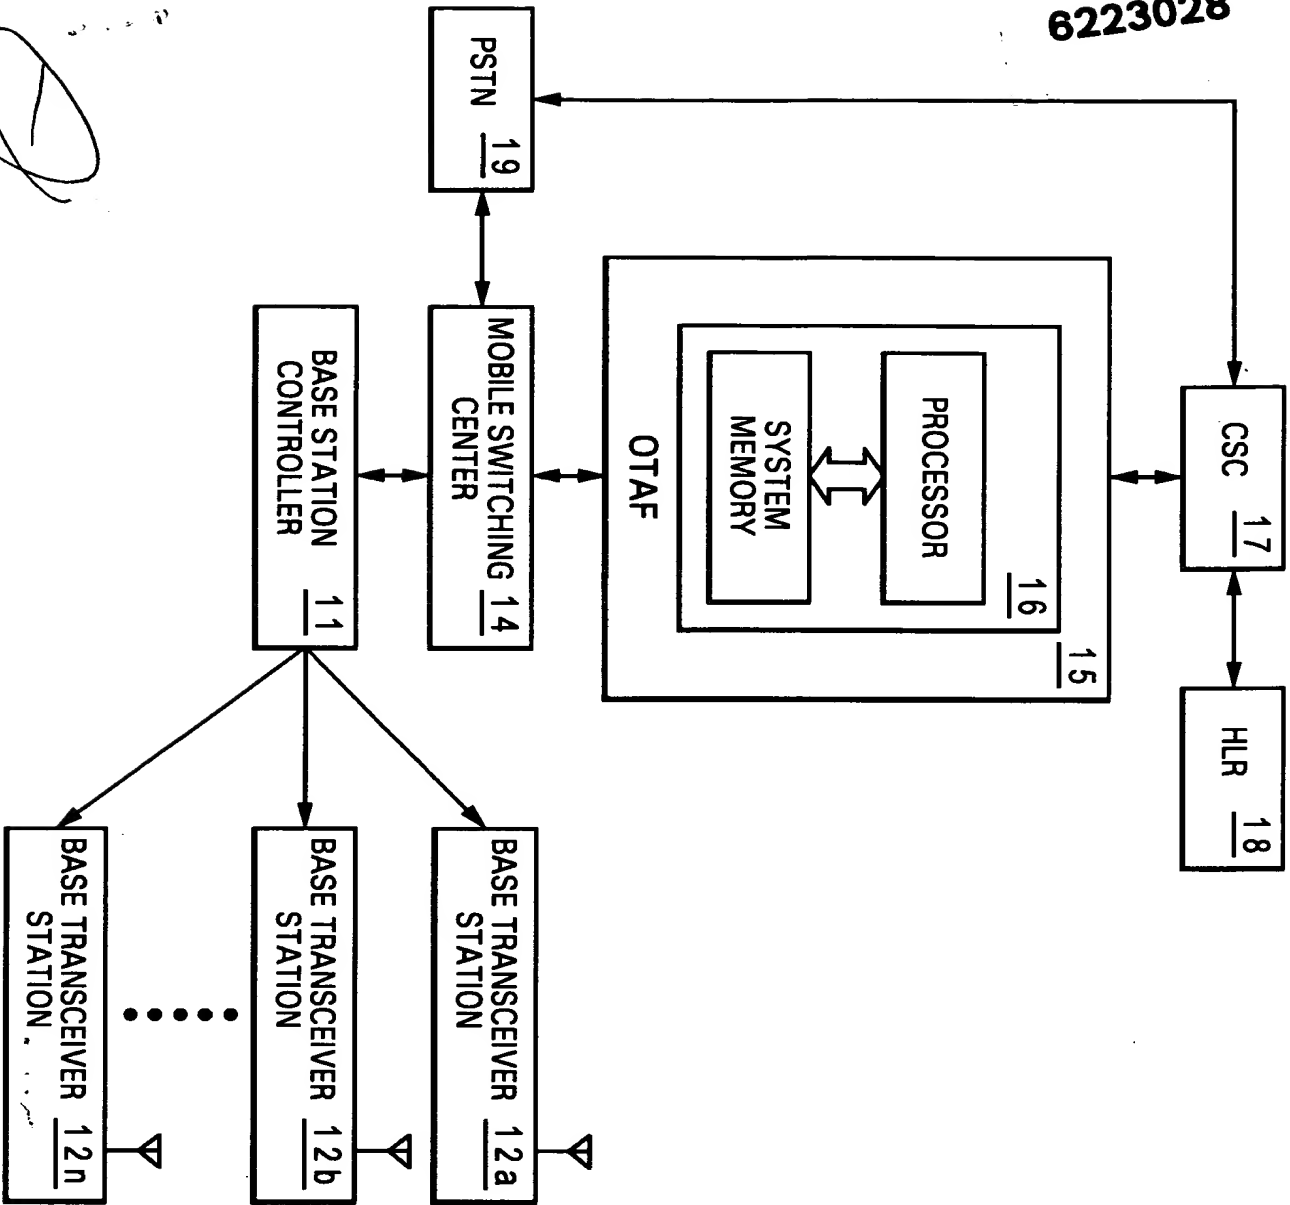 6223028
CSC 17
HLR 18
PROCESSOR
SYSTEM
MEMORY
16
OTAF
15
PSTN 19
MOBILE SWITCHING
CENTER
14
BASE STATION
CONTROLLER
11
BASE TRANSCEIVER
STATION
12a
BASE TRANSCEIVER
STATION
12b
BASE TRANSCEIVER
STATION
12n